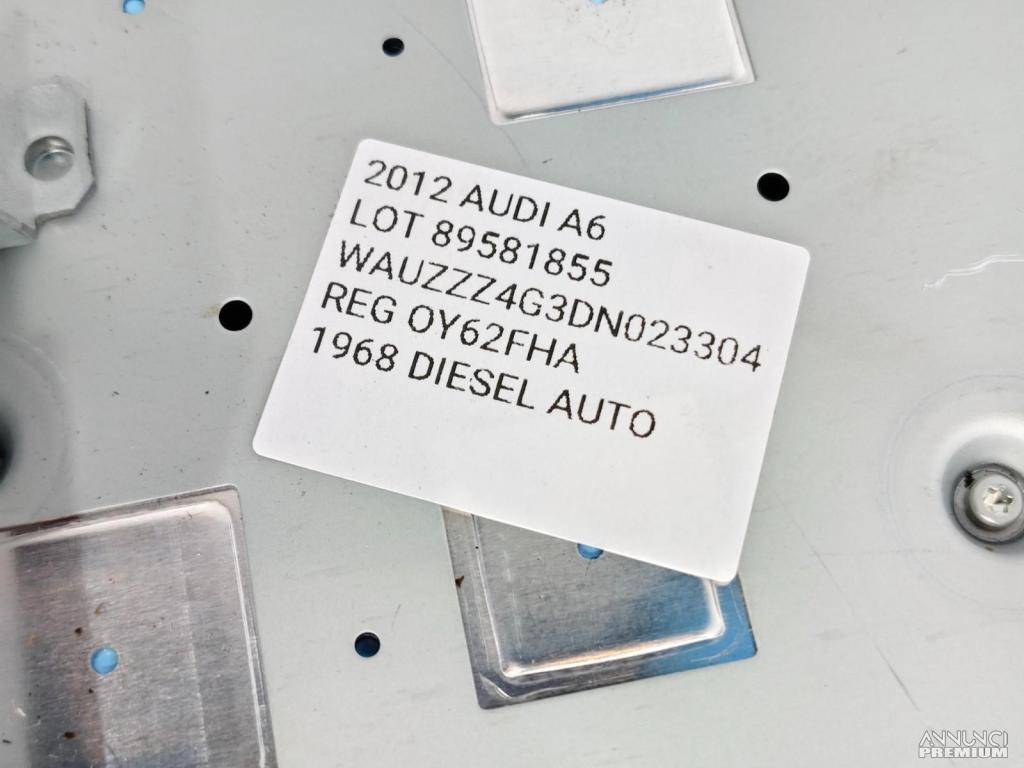 2012 AUDI A6
LOT 89581855
WAUZZZ4G3DN023304
REG OY62FHA
1968 DIESEL AUTO
ANNUNCI
PREMIUM